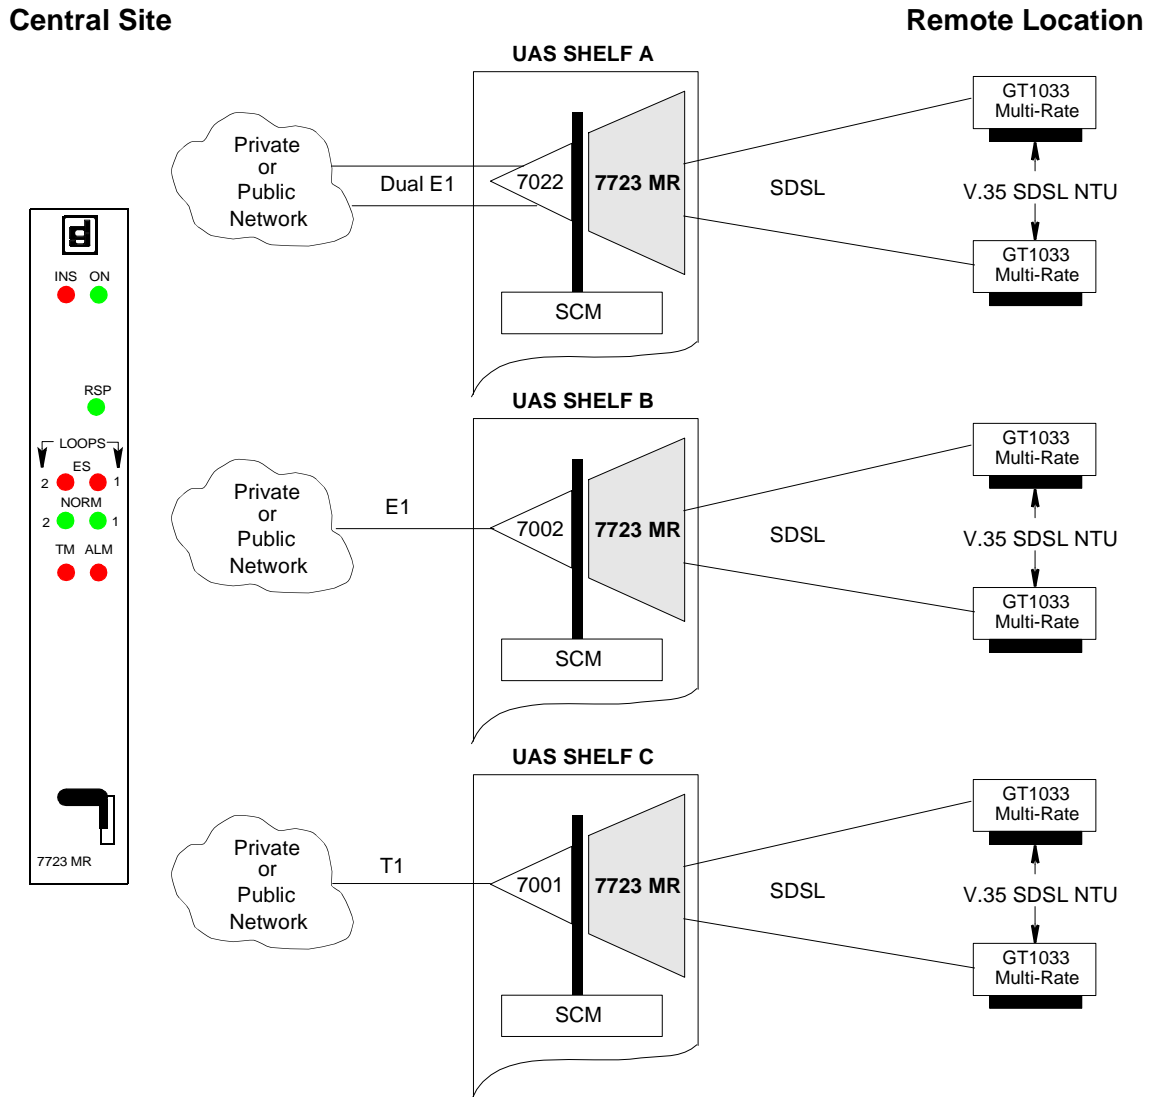 Central Site
Remote Location
UAS SHELF A
Private
or
Public
Network
Dual E1
7022
7723 MR
SCM
SDSL
GT1033
Multi-Rate
V.35 SDSL NTU
GT1033
Multi-Rate
INS ON
RSP
LOOPS
ES
2 1
NORM
2 1
TM ALM
7723 MR
UAS SHELF B
Private
or
Public
Network
E1
7002
7723 MR
SCM
SDSL
GT1033
Multi-Rate
V.35 SDSL NTU
GT1033
Multi-Rate
UAS SHELF C
Private
or
Public
Network
T1
7001
7723 MR
SCM
SDSL
GT1033
Multi-Rate
V.35 SDSL NTU
GT1033
Multi-Rate